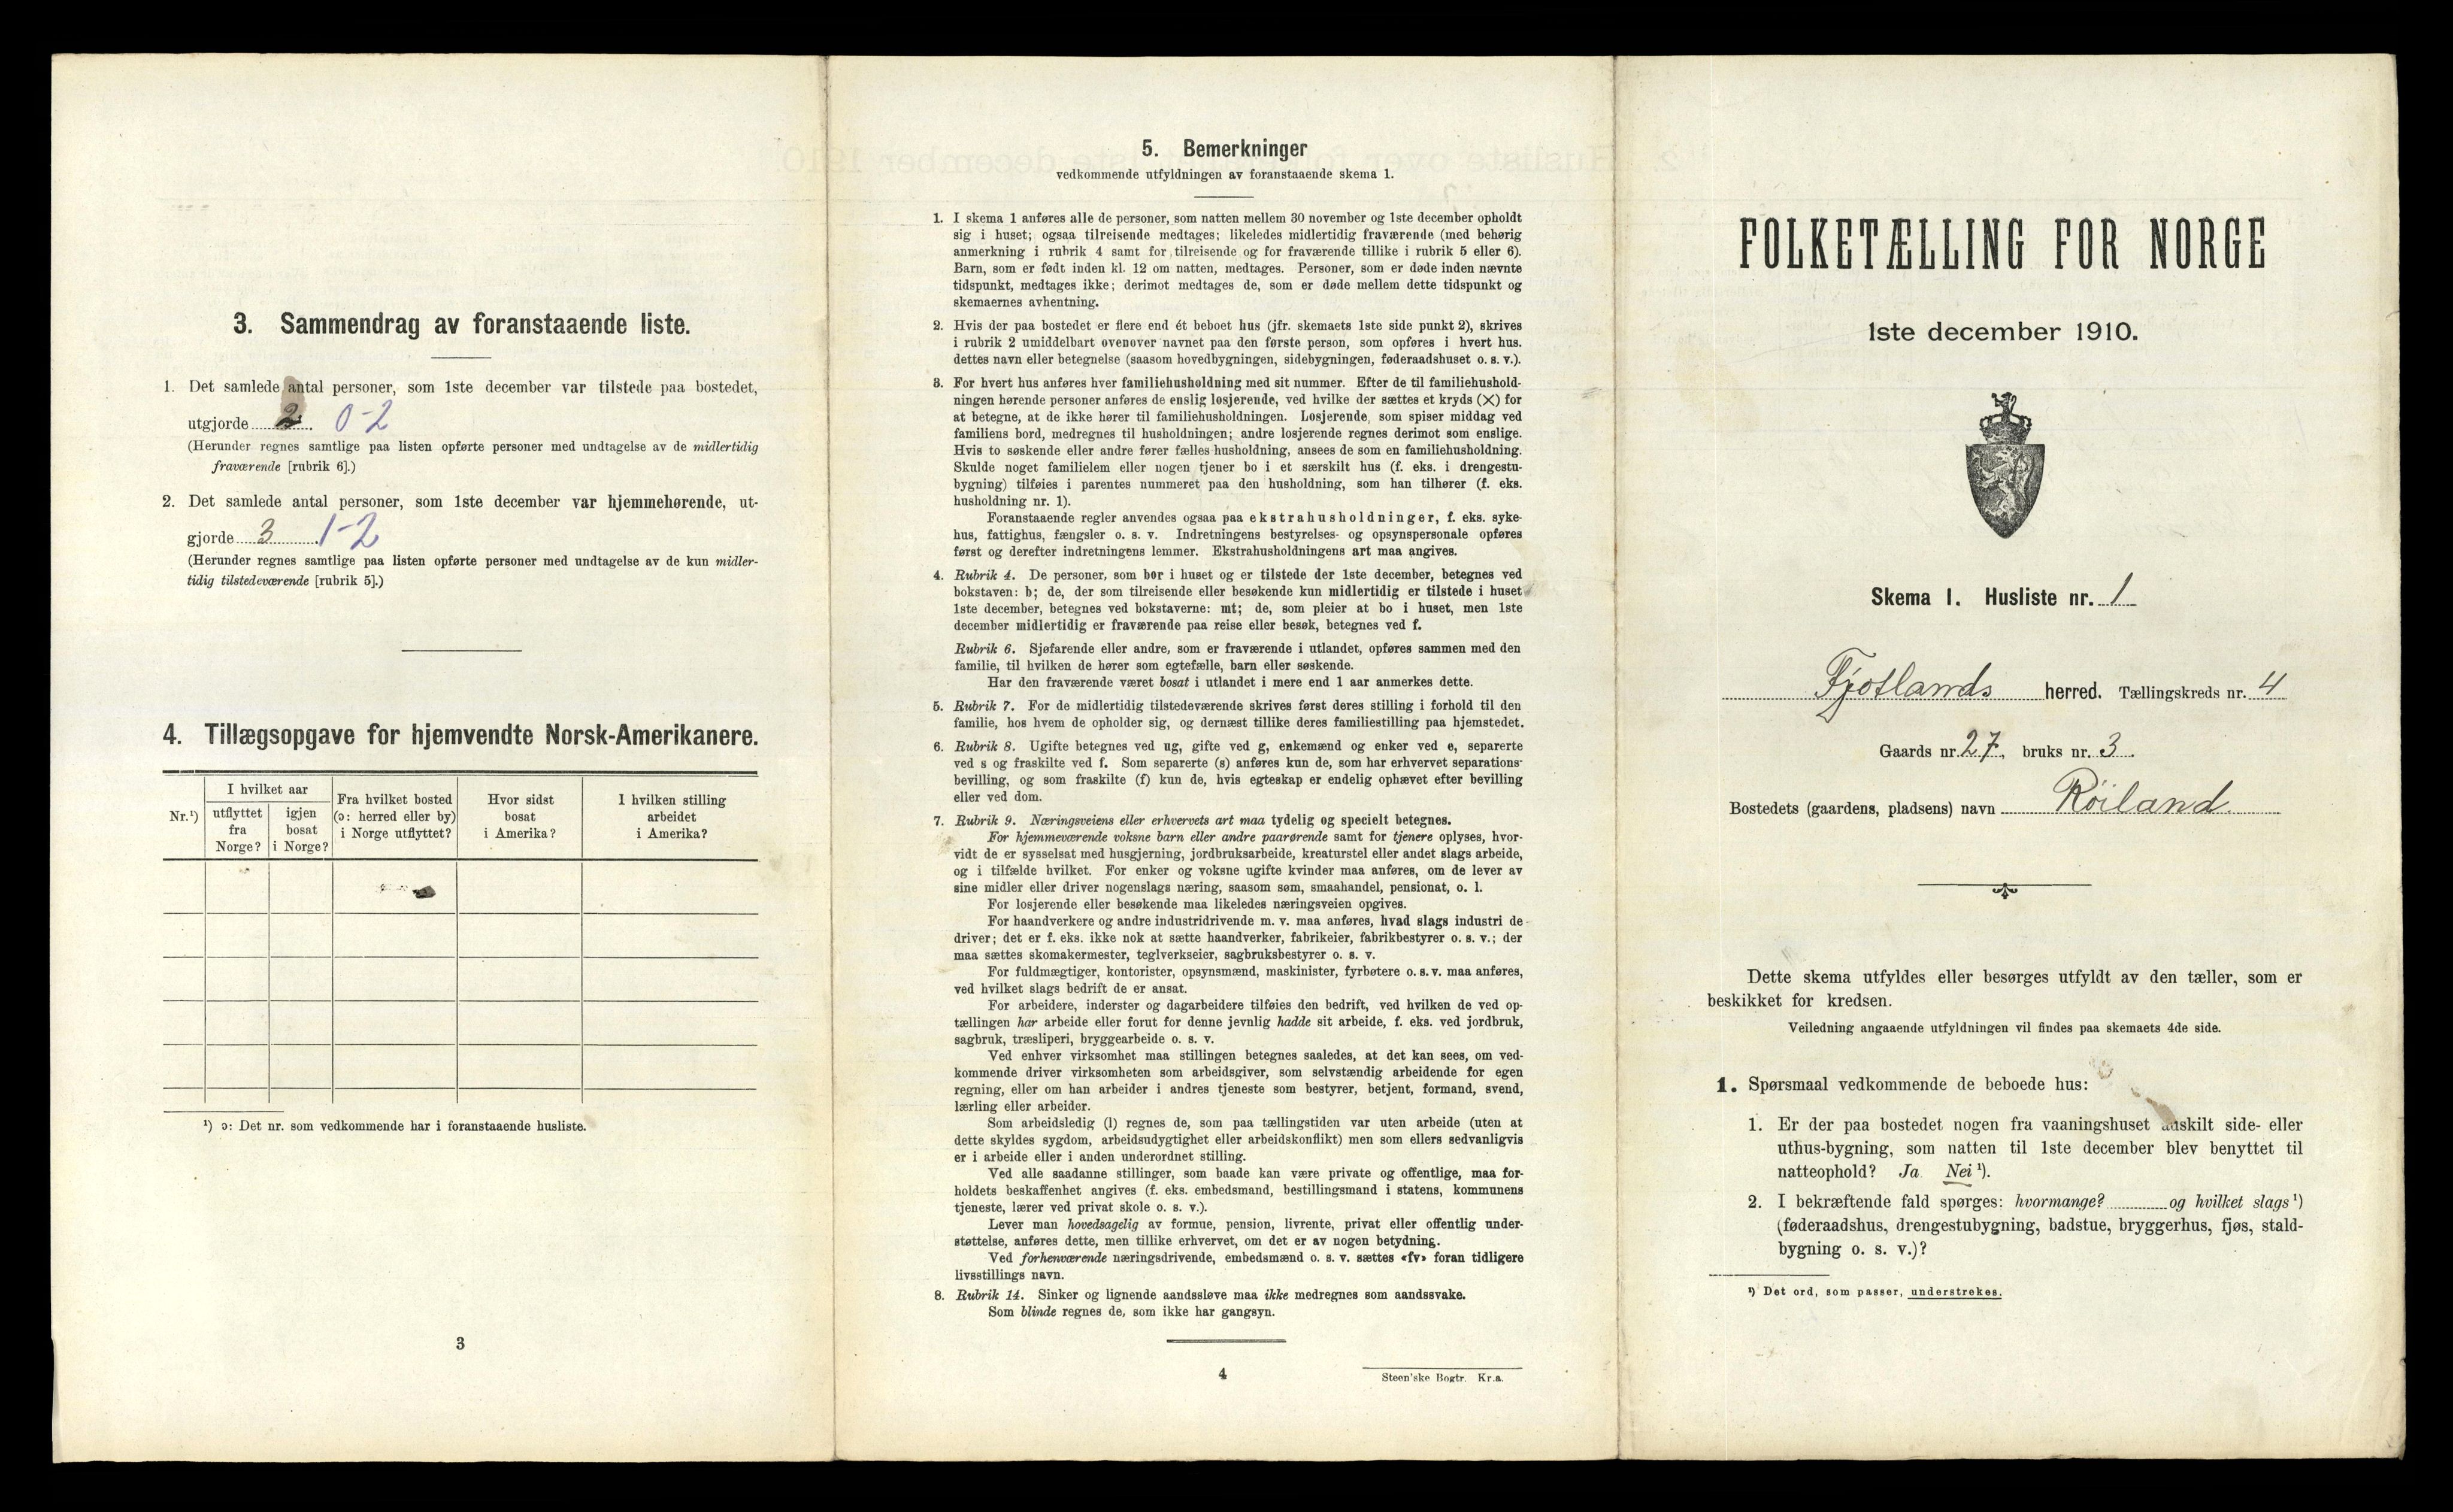 3. Sammendrag av foranstaaende liste.
1. Det samlede antal personer, som 1ste december var tilstede paa bostedet,
utgjorde 2. 0-2
(Herunder regnes samtlige paa listen opførte personer med undtagelse av de midlertidig
fraværende [rubrik 6].)
2. Det samlede antal personer, som 1ste december var hjemmehørende, ut-
gjorde 3. 1-2
(Herunder regnes samtlige paa listen opførte personer med undtagelse av de kun midler-
tidig tilstedeværende [rubrik 5].)
4. Tillægsopgave for hjemvendte Norsk-Amerikanere.
Nr.¹)
I hvilket aar
utflyttet
fra
Norge?
igjen
bosat
i Norge?
Fra hvilket bosted
(ɔ: herred eller by)
i Norge utflyttet?
Hvor sidst
bosat
i Amerika?
I hvilken stilling
arbeidet
i Amerika?
¹) ɔ: Det nr. som vedkommende har i foranstaaende husliste.
3
5. Bemerkninger
vedkommende utfyldningen av foranstaaende skema 1.
1. I skema 1 anføres alle de personer, som natten mellem 30 november og 1ste december opholdt
sig i huset; ogsaa tilreisende medtages; likeledes midlertidig fraværende (med behørig
anmerkning i rubrik 4 samt for tilreisende og for fraværende tillike i rubrik 5 eller 6).
Barn, som er født inden kl. 12 om natten, medtages. Personer, som er døde inden nævnte
tidspunkt, medtages ikke; derimot medtages de, som er døde mellem dette tidspunkt og
skemaernes avhentning.
2. Hvis der paa bostedet er flere end ét beboet hus (jfr. skemaets 1ste side punkt 2), skrives
i rubrik 2 umiddelbart ovenover navnet paa den første person, som opføres i hvert hus.
dettes navn eller betegnelse (saasom hovedbygningen, sidebygningen, føderaadshuset o. s. v.).
3. For hvert hus anføres hver familiehusholdning med sit nummer. Efter de til familiehushold-
ningen hørende personer anføres de enslig losjerende, ved hvilke der sættes et kryds (×) for
at betegne, at de ikke hører til familiehusholdningen. Losjerende, som spiser middag ved
familiens bord, medregnes til husholdningen; andre losjerende regnes derimot som enslige.
Hvis to søskende eller andre fører fælles husholdning, ansees de som en familiehusholdning.
Skulde noget familielem eller nogen tjener bo i et særskilt hus (f. eks. i drengestu-
bygning) tilføies i parentes nummeret paa den husholdning, som han tilhører (f. eks.
husholdning nr. 1).
Foranstaaende regler anvendes ogsaa paa ekstrahusholdninger, f. eks. syke-
hus, fattighus, fængsler o. s. v. Indretningens bestyrelses- og opsynspersonale opføres
først og derefter indretningens lemmer. Ekstrahusholdningens art maa angives.
4. Rubrik 4. De personer, som bor i huset og er tilstede der 1ste december, betegnes ved
bokstaven: b; de, der som tilreisende eller besøkende kun midlertidig er tilstede i huset
1ste december, betegnes ved bokstaverne: mt; de, som pleier at bo i huset, men 1ste
december midlertidig er fraværende paa reise eller besøk, betegnes ved f.
Rubrik 6. Sjøfarende eller andre, som er fraværende i utlandet, opføres sammen med den
familie, til hvilken de hører som egtefælle, barn eller søskende.
Har den fraværende været bosat i utlandet i mere end 1 aar anmerkes dette.
5. Rubrik 7. For de midlertidig tilstedeværende skrives først deres stilling i forhold til den
familie, hos hvem de opholder sig, og dernæst tillike deres familiestilling paa hjemstedet.
6. Rubrik 8. Ugifte betegnes ved ug, gifte ved g, enkemænd og enker ved e, separerte
ved s og fraskilte ved f. Som separerte (s) anføres kun de, som har erhvervet separations-
bevilling, og som fraskilte (f) kun de, hvis egteskap er endelig ophævet efter bevilling
eller ved dom.
7. Rubrik 9. Næringsveiens eller erhvervets art maa tydelig og specielt betegnes.
For hjemmeværende voksne barn eller andre paarørende samt for tjenere oplyses, hvor-
vidt de er sysselsat med husgjerning, jordbruksarbeide, kreaturstel eller andet slags arbeide,
og i tilfælde hvilket. For enker og voksne ugifte kvinder maa anføres, om de lever av
sine midler eller driver nogenslags næring, saasom søm, smaahandel, pensionat, o. l.
For losjerende eller besøkende maa likeledes næringsveien opgives.
For haandverkere og andre industridrivende m. v. maa anføres, hvad slags industri de
driver; det er f. eks. ikke nok at sætte haandverker, fabrikeier, fabrikbestyrer o. s. v.; der
maa sættes skomakermester, teglverkseier, sagbruksbestyrer o. s. v.
For fuldmægtiger, kontorister, opsynsmænd, maskinister, fyrbøtere o. s. v. maa anføres,
ved hvilket slags bedrift de er ansat.
For arbeidere, inderster og dagarbeidere tilføies den bedrift, ved hvilken de ved op-
tællingen har arbeide eller forut for denne jevnlig hadde sit arbeide, f. eks. ved jordbruk,
sagbruk, træsliperi, bryggearbeide o. s. v.
Ved enhver virksomhet maa stillingen betegnes saaledes, at det kan sees, om ved-
kommende driver virksomheten som arbeidsgiver, som selvstændig arbeidende for egen
regning, eller om han arbeider i andres tjeneste som bestyrer, betjent, formand, svend,
lærling eller arbeider.
Som arbeidsledig (l) regnes de, som paa tællingstiden var uten arbeide (uten at
dette skyldes sygdom, arbeidsudygtighet eller arbeidskonflikt) men som ellers sedvanligvis
er i arbeide eller i anden underordnet stilling.
Ved alle saadanne stillinger, som baade kan være private og offentlige, maa for-
holdets beskaffenhet angives (f. eks. embedsmand, bestillingsmand i statens, kommunens
tjeneste, lærer ved privat skole o. s. v.).
Lever man hovedsagelig av formue, pension, livrente, privat eller offentlig under-
støttelse, anføres dette, men tillike erhvervet, om det er av nogen betydning.
Ved forhenværende næringsdrivende, embedsmænd o. s. v. sættes «fv» foran tidligere
livsstillings navn.
8. Rubrik 14. Sinker og lignende aandssløve maa ikke medregnes som aandssvake.
Som blinde regnes de, som ikke har gangsyn.
4
Steen'ske Bogtr. Kr.a.
FOLKETÆLLING FOR NORGE
1ste december 1910.
Skema I. Husliste nr. 1
Fjotlands herred. Tællingskreds nr. 4
Gaards nr. 27, bruks nr. 3.
Bostedets (gaardens, pladsens) navn Röiland.
Dette skema utfyldes eller besørges utfyldt av den tæller, som er
beskikket for kredsen.
Veiledning angaaende utfyldningen vil findes paa skemaets 4de side.
1. Spørsmaal vedkommende de beboede hus:
1. Er der paa bostedet nogen fra vaaningshuset adskilt side- eller
uthus-bygning, som natten til 1ste december blev benyttet til
natteophold? Ja Nei ¹).
2. I bekræftende fald spørges: hvormange? og hvilket slags ¹)
(føderaadshus, drengestubygning, badstue, bryggerhus, fjøs, stald-
bygning o. s. v.)?
¹) Det ord, som passer, understrekes.